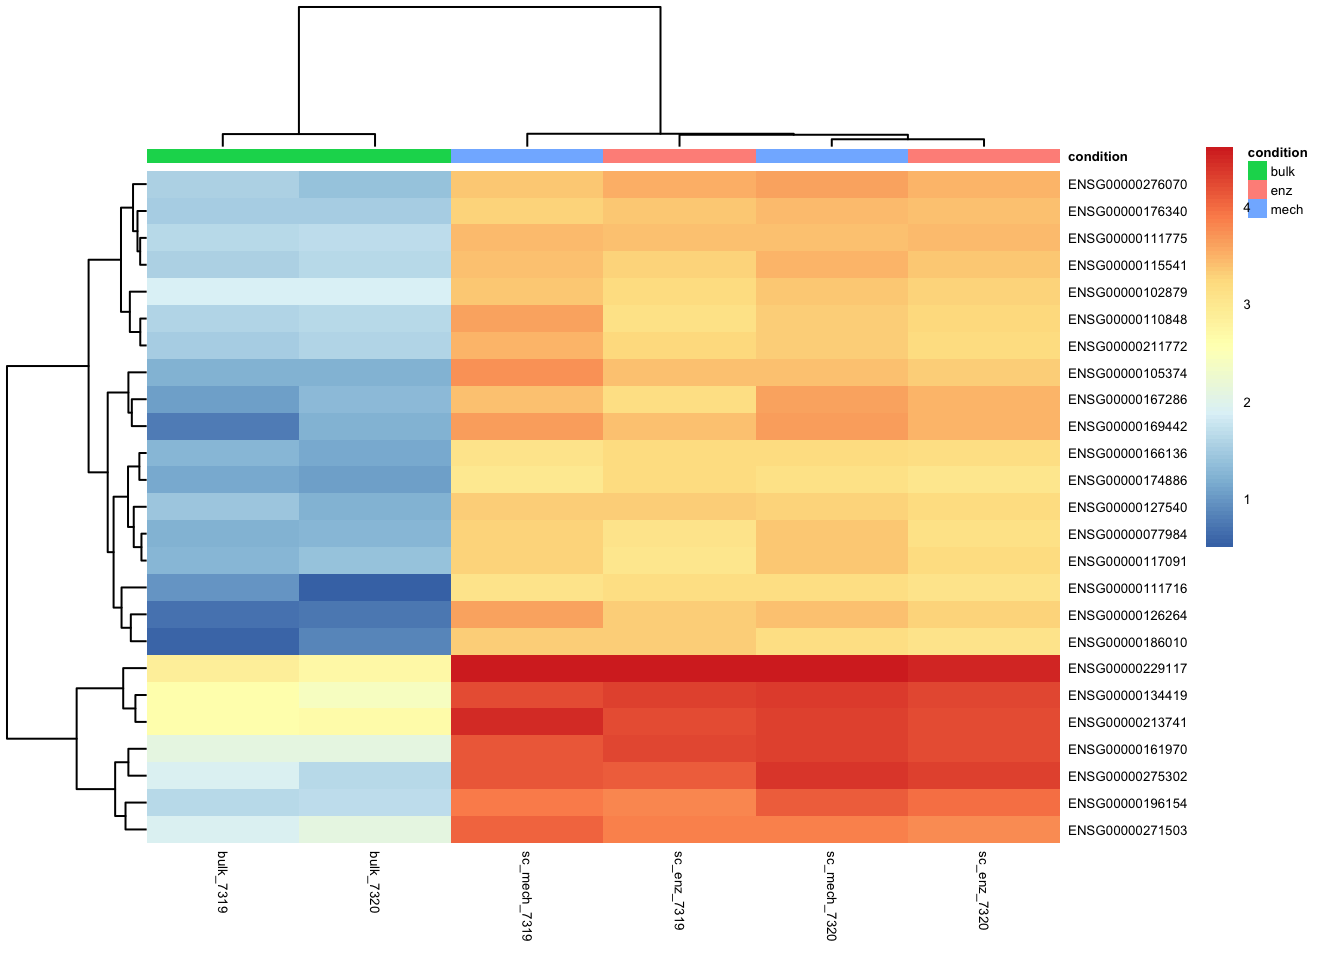 condition
ENSG00000276070
ENSG00000176340
ENSG00000111775
ENSG00000115541
ENSG00000102879
ENSG00000110848
ENSG00000211772
ENSG00000105374
ENSG00000167286
ENSG00000169442
ENSG00000166136
ENSG00000174886
ENSG00000127540
ENSG00000077984
ENSG00000117091
ENSG00000111716
ENSG00000126264
ENSG00000186010
ENSG00000229117
ENSG00000134419
ENSG00000213741
ENSG00000161970
ENSG00000275302
ENSG00000196154
ENSG00000271503
bulk_7319
bulk_7320
sc_mech_7319
sc_enz_7319
sc_mech_7320
sc_enz_7320
4
3
2
1
condition
bulk
enz
mech